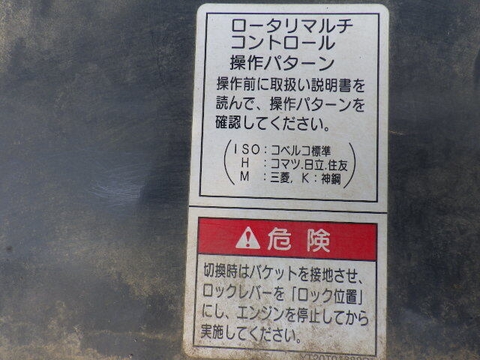 ロータリマルチ
コントロール
操作パターン
操作前に取扱い説明書を
読んで、操作パターンを
確認してください。
ISO:コベルコ標準
H:コマツ.日立.住友
M:三菱,K:神鋼
危険
切換時はバケットを接地させ、
ロックレバーを「ロック位置」
にし、エンジンを停止してから
実施してください。